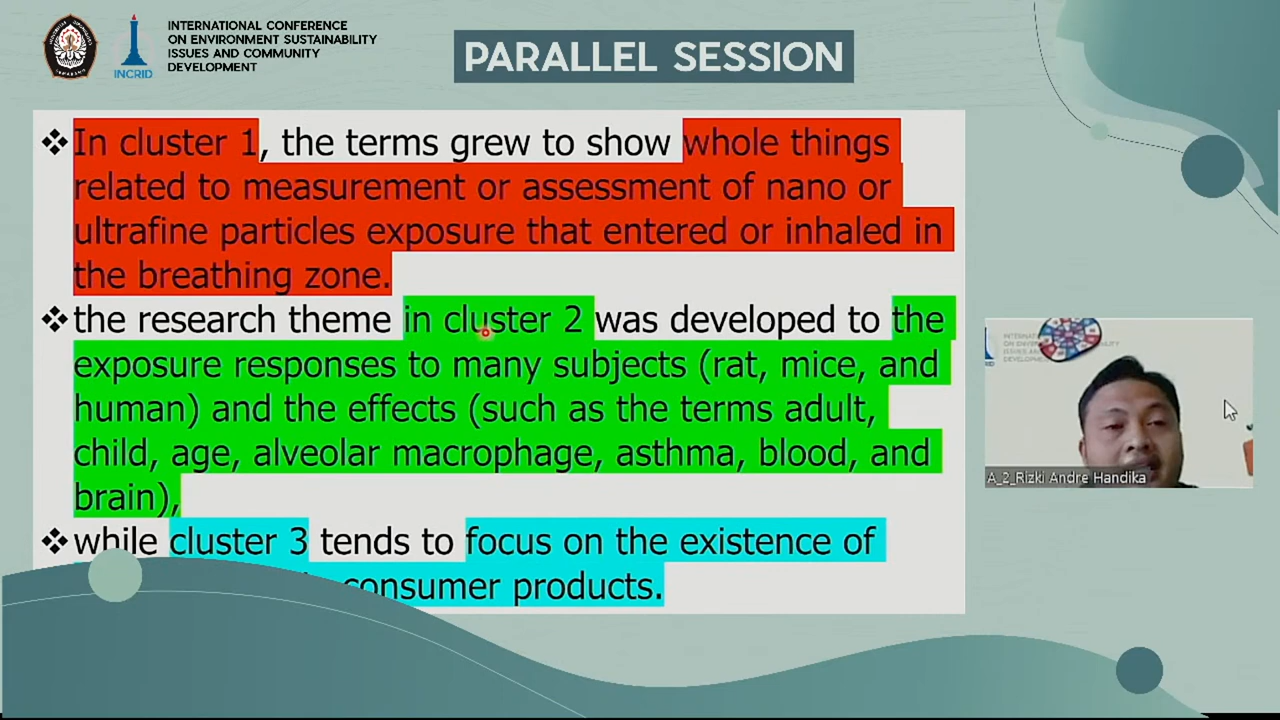 INTERNATIONAL CONFERENCE
ON ENVIRONMENT SUSTAINABILITY
ISSUES AND COMMUNITY
DEVELOPMENT
INCRID
PARALLEL SESSION
❖In cluster 1, the terms grew to show whole things
related to measurement or assessment of nano or
ultrafine particles exposure that entered or inhaled in
the breathing zone.
❖the research theme in cluster 2 was developed to the
exposure responses to many subjects (rat, mice, and
human) and the effects (such as the terms adult,
child, age, alveolar macrophage, asthma, blood, and
brain),
❖while cluster 3 tends to focus on the existence of
consumer products.
A_2_Rizki Andre Handika